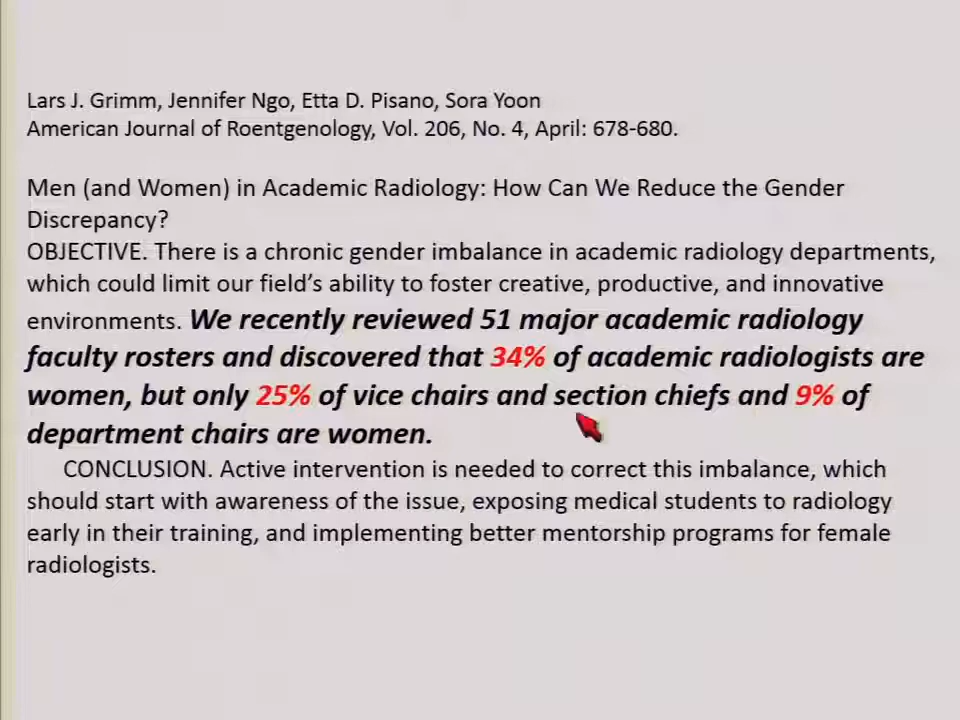 Lars J. Grimm, Jennifer Ngo, Etta D. Pisano, Sora Yoon
American Journal of Roentgenology, Vol. 206, No. 4, April: 678-680.
Men (and Women) in Academic Radiology: How Can We Reduce the Gender
Discrepancy?
OBJECTIVE. There is a chronic gender imbalance in academic radiology departments,
which could limit our field's ability to foster creative, productive, and innovative
environments. We recently reviewed 51 major academic radiology
faculty rosters and discovered that 34% of academic radiologists are
women, but only 25% of vice chairs and section chiefs and 9% of
department chairs are women.
CONCLUSION. Active intervention is needed to correct this imbalance, which
should start with awareness of the issue, exposing medical students to radiology
early in their training, and implementing better mentorship programs for female
radiologists.